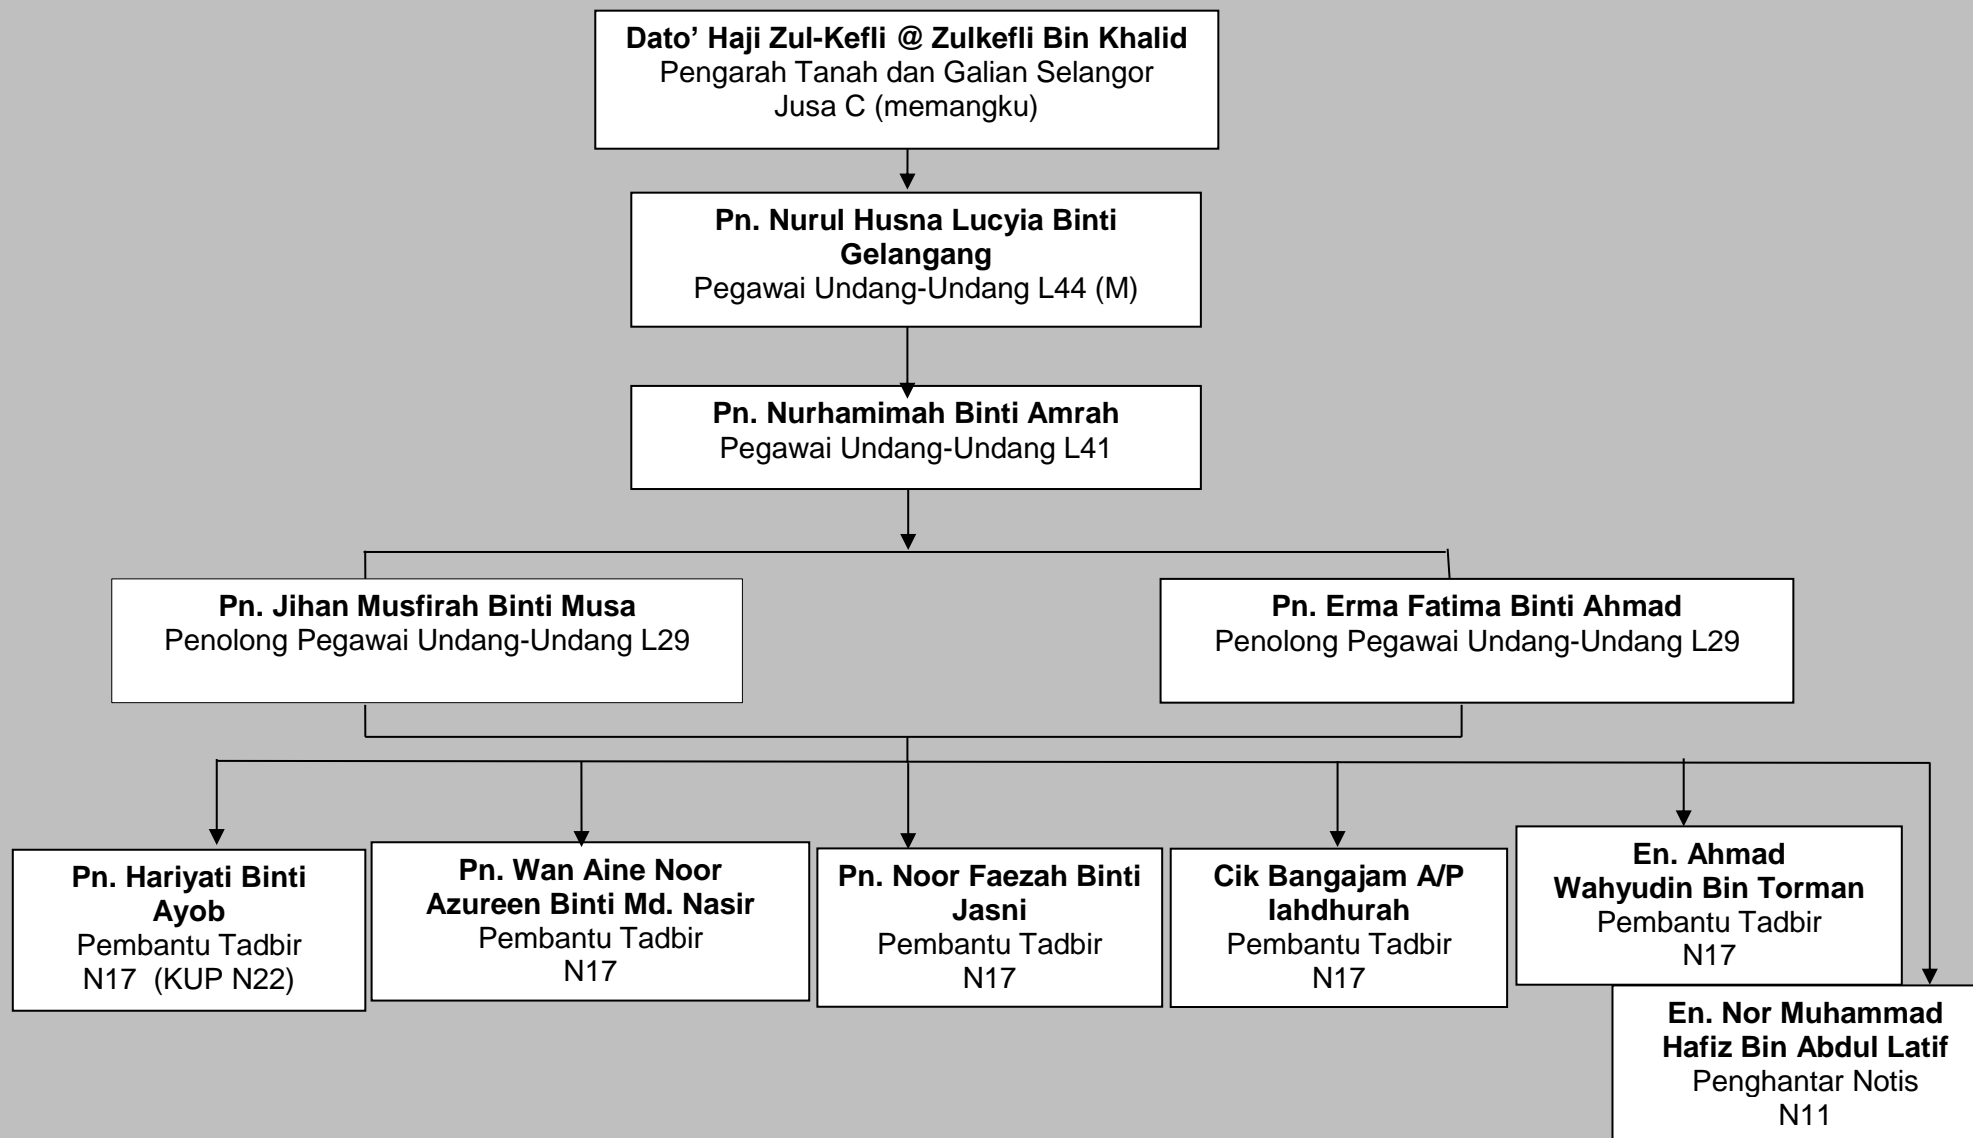 Dato’ Haji Zul-Kefli @ Zulkefli Bin Khalid
Pengarah Tanah dan Galian Selangor
Jusa C (memangku)
Pn. Nurul Husna Lucyia Binti
Gelangang
Pegawai Undang-Undang L44 (M)
Pn. Nurhamimah Binti Amrah
Pegawai Undang-Undang L41
Pn. Jihan Musfirah Binti Musa
Penolong Pegawai Undang-Undang L29
Pn. Erma Fatima Binti Ahmad
Penolong Pegawai Undang-Undang L29
Pn. Hariyati Binti
Ayob
Pembantu Tadbir
N17 (KUP N22)
Pn. Wan Aine Noor
Azureen Binti Md. Nasir
Pembantu Tadbir
N17
Pn. Noor Faezah Binti
Jasni
Pembantu Tadbir
N17
Cik Bangajam A/P
Iahdhurah
Pembantu Tadbir
N17
En. Ahmad
Wahyudin Bin Torman
Pembantu Tadbir
N17
En. Nor Muhammad
Hafiz Bin Abdul Latif
Penghantar Notis
N11